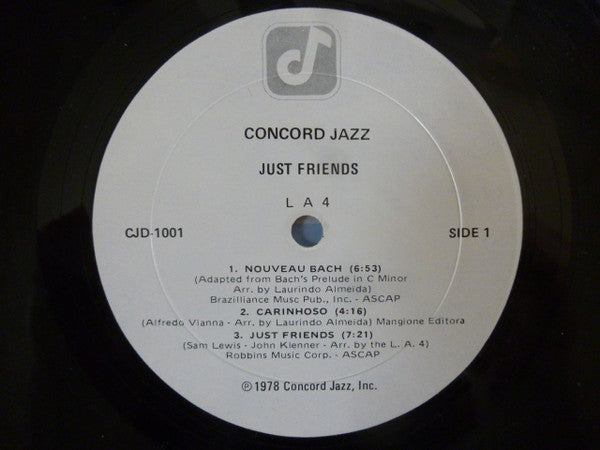 CONCORD JAZZ
JUST FRIENDS
L A 4
CJD-1001
SIDE 1
1. NOUVEAU BACH (6:53)
(Adapted from Bach's Prelude in C Minor
Arr. by Laurindo Almeida)
Brazilliance Musc Pub., Inc. - ASCAP
2. CARINHOSO (4:16)
(Alfredo Vianna - Arr. by Laurindo Almeida) Mangione Editora
3. JUST FRIENDS (7:21)
(Sam Lewis - John Klenner - Arr. by the L. A. 4)
Robbins Music Corp. - ASCAP
℗ 1978 Concord Jazz, Inc.